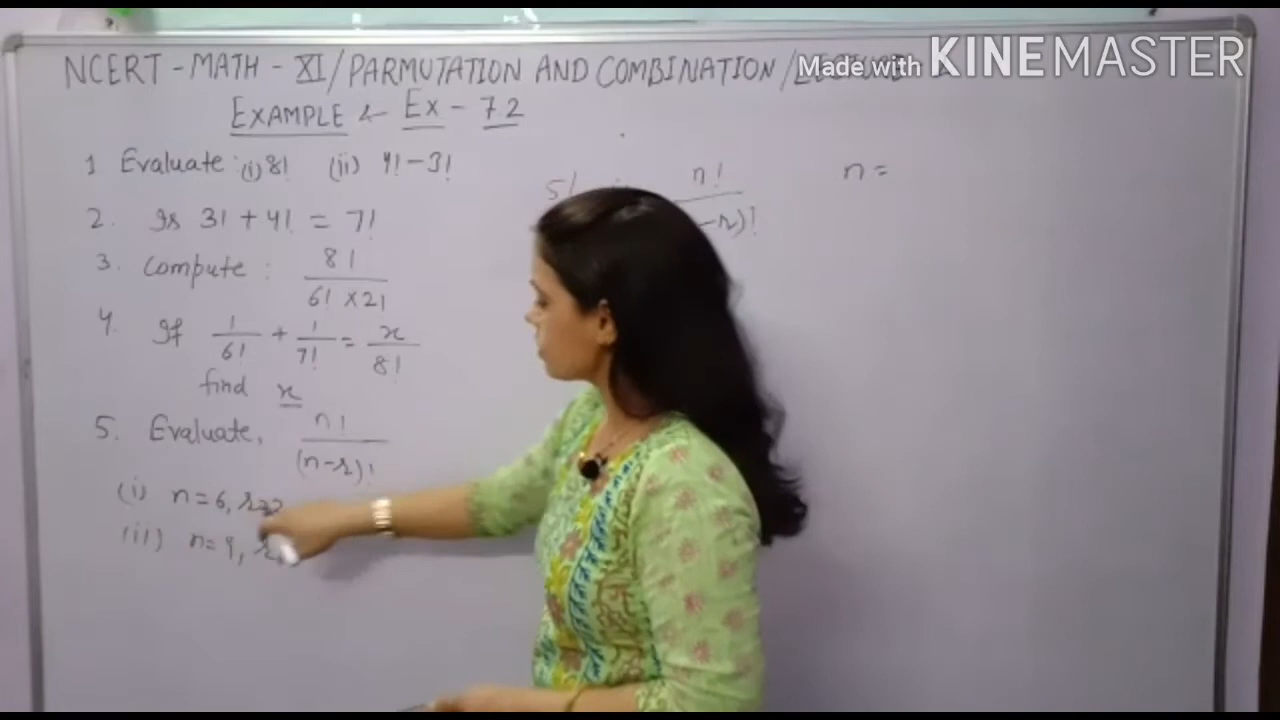 NCERT - MATH - XI / PARMUTATION AND COMBINATION /
Made with KINEMASTER
EXAMPLE & Ex - 7.2
1 Evaluate : (i) 8! (ii) 4! - 3!
2. Is 3! + 4! = 7!
3. Compute : 8! / 6! × 2!
4. If 1/6! + 1/7! = x/8!
find x
5. Evaluate, n! / (n-r)!
(i) n = 6, r = 2
(ii) n = 9,
5/ n! / -r)!
n =